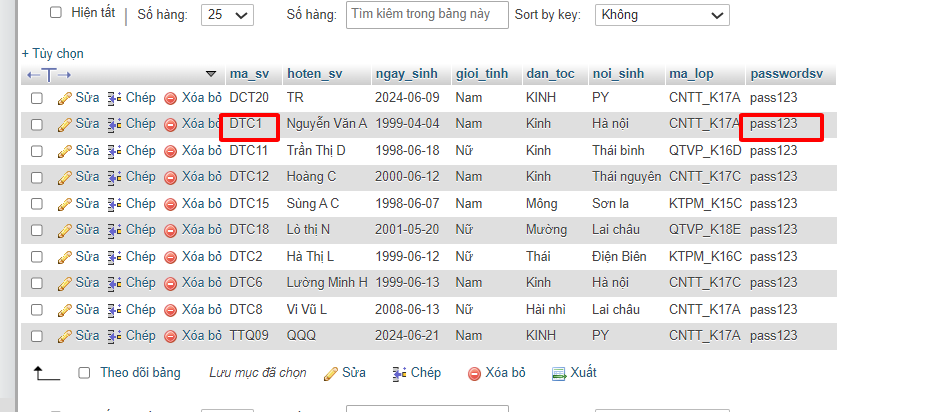 Hiện tất Số hàng: 25 Số hàng: Tìm kiếm trong bảng này Sort by key: Không
+ Tùy chọn
←T→ ma_sv hoten_sv ngay_sinh gioi_tinh dan_toc noi_sinh ma_lop passwordsv
Sửa Chép Xóa bỏ DCT20 TR 2024-06-09 Nam KINH PY CNTT_K17A pass123
Sửa Chép Xóa bỏ DTC1 Nguyễn Văn A 1999-04-04 Nam Kinh Hà nội CNTT_K17A pass123
Sửa Chép Xóa bỏ DTC11 Trần Thị D 1998-06-18 Nữ Kinh Thái bình QTVP_K16D pass123
Sửa Chép Xóa bỏ DTC12 Hoàng C 2000-06-12 Nam Kinh Thái nguyên CNTT_K17C pass123
Sửa Chép Xóa bỏ DTC15 Sùng A C 1998-06-07 Nam Mông Sơn la KTPM_K15C pass123
Sửa Chép Xóa bỏ DTC18 Lò thị N 2001-05-20 Nữ Mường Lai châu QTVP_K18E pass123
Sửa Chép Xóa bỏ DTC2 Hà Thị L 1999-06-12 Nữ Thái Điện Biên KTPM_K16C pass123
Sửa Chép Xóa bỏ DTC6 Lường Minh H 1999-06-13 Nam Kinh Hà nội CNTT_K17C pass123
Sửa Chép Xóa bỏ DTC8 Vì Vũ L 2008-06-13 Nữ Hài nhì Lai châu CNTT_K17A pass123
Sửa Chép Xóa bỏ TTQ09 QQQ 2024-06-21 Nam KINH PY CNTT_K17A pass123
Theo dõi bảng Lưu mục đã chọn Sửa Chép Xóa bỏ Xuất